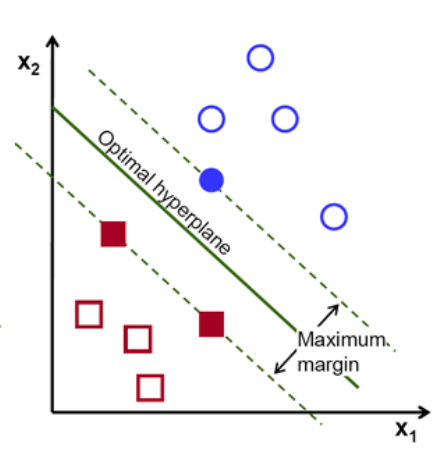 x₂
Optimal hyperplane
Maximum
margin
x₁